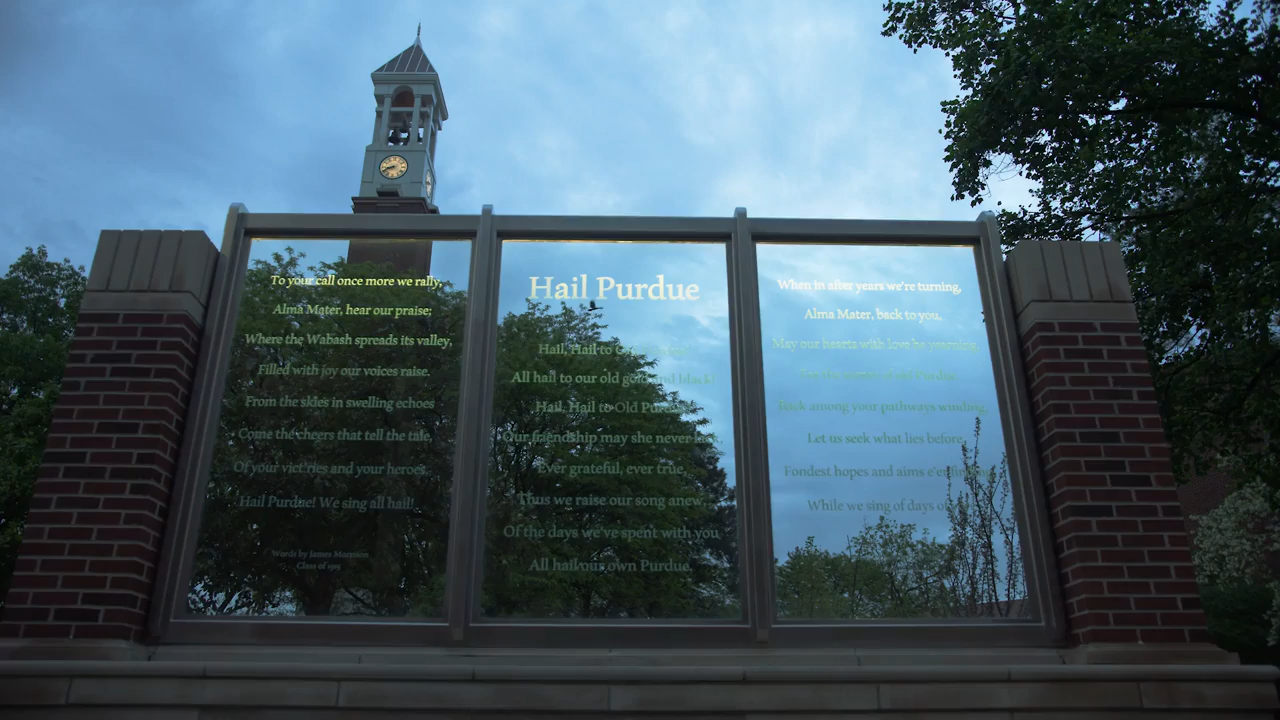 To your call once more we rally,
Alma Mater, hear our praise;
Where the Wabash spreads its valley,
Filled with joy our voices raise.
From the skies in swelling echoes
Come the cheers that tell the tale,
Of your vict'ries and your heroes,
Hail Purdue! We sing all hail!
Words by James Morrison
Class of 1915
Hail Purdue
Hail, Hail to
All hail to our old gold and black!
Hail, Hail to Old Purdue
Our friendship may she never lack,
Ever grateful, ever true,
Thus we raise our song anew,
Of the days we've spent with you
All hail our own Purdue.
When in after years we're turning,
Alma Mater, back to you,
May our hearts with love be yearning,
of old Purdue.
Back among your pathways winding,
Let us seek what lies before,
Fondest hopes and aims e'er finding
While we sing of days